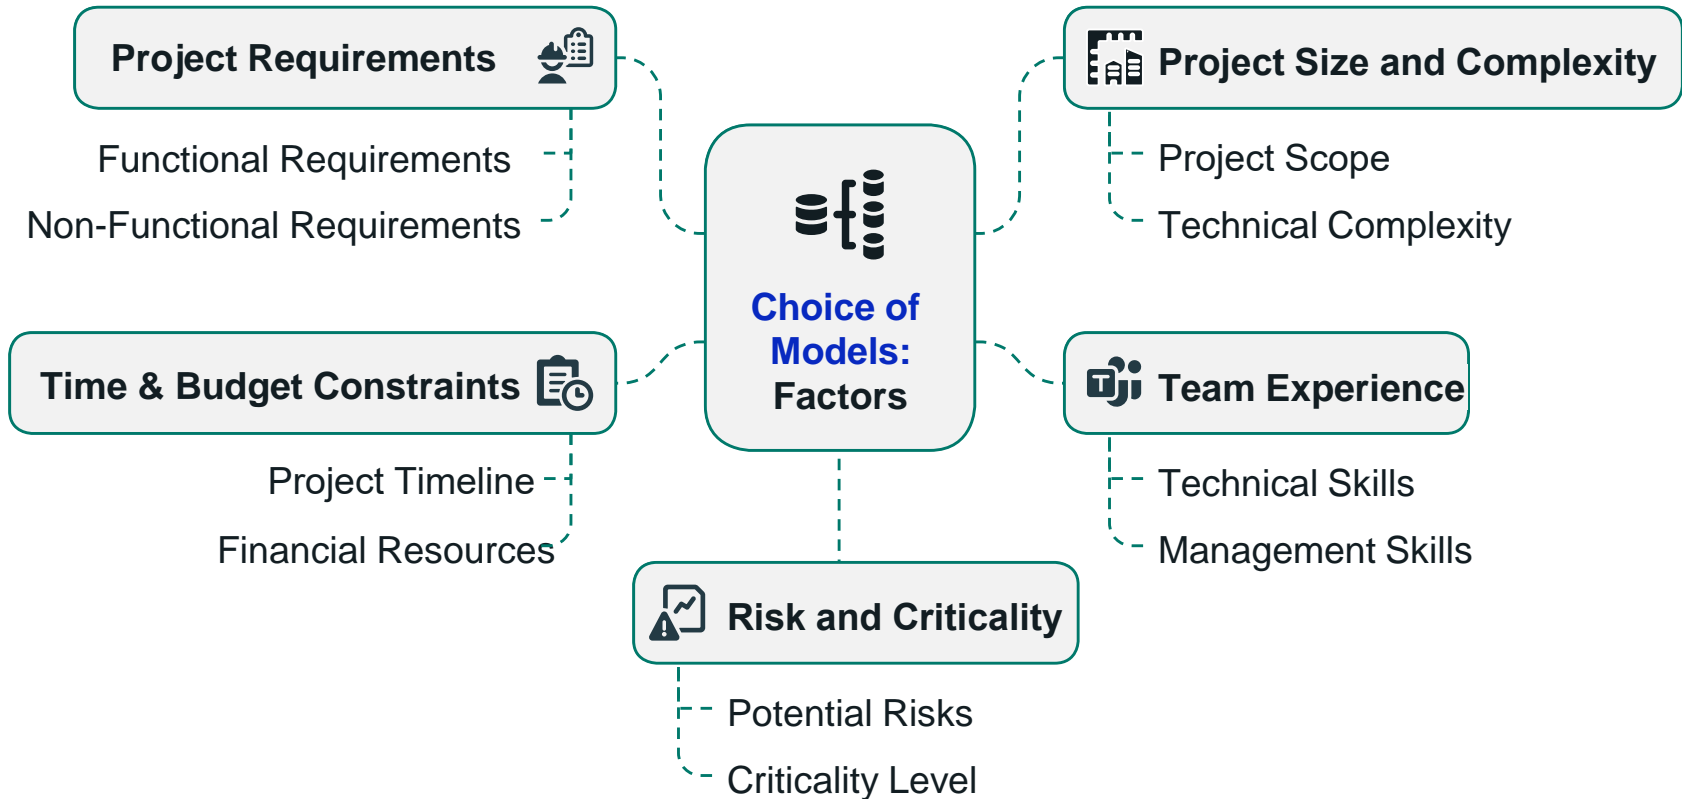 Project Requirements
Functional Requirements
Non-Functional Requirements
Time & Budget Constraints
Project Timeline
Financial Resources
Choice of
Models:
Factors
Risk and Criticality
Potential Risks
Criticality Level
Project Size and Complexity
Project Scope
Technical Complexity
T
Team Experience
Technical Skills
Management Skills